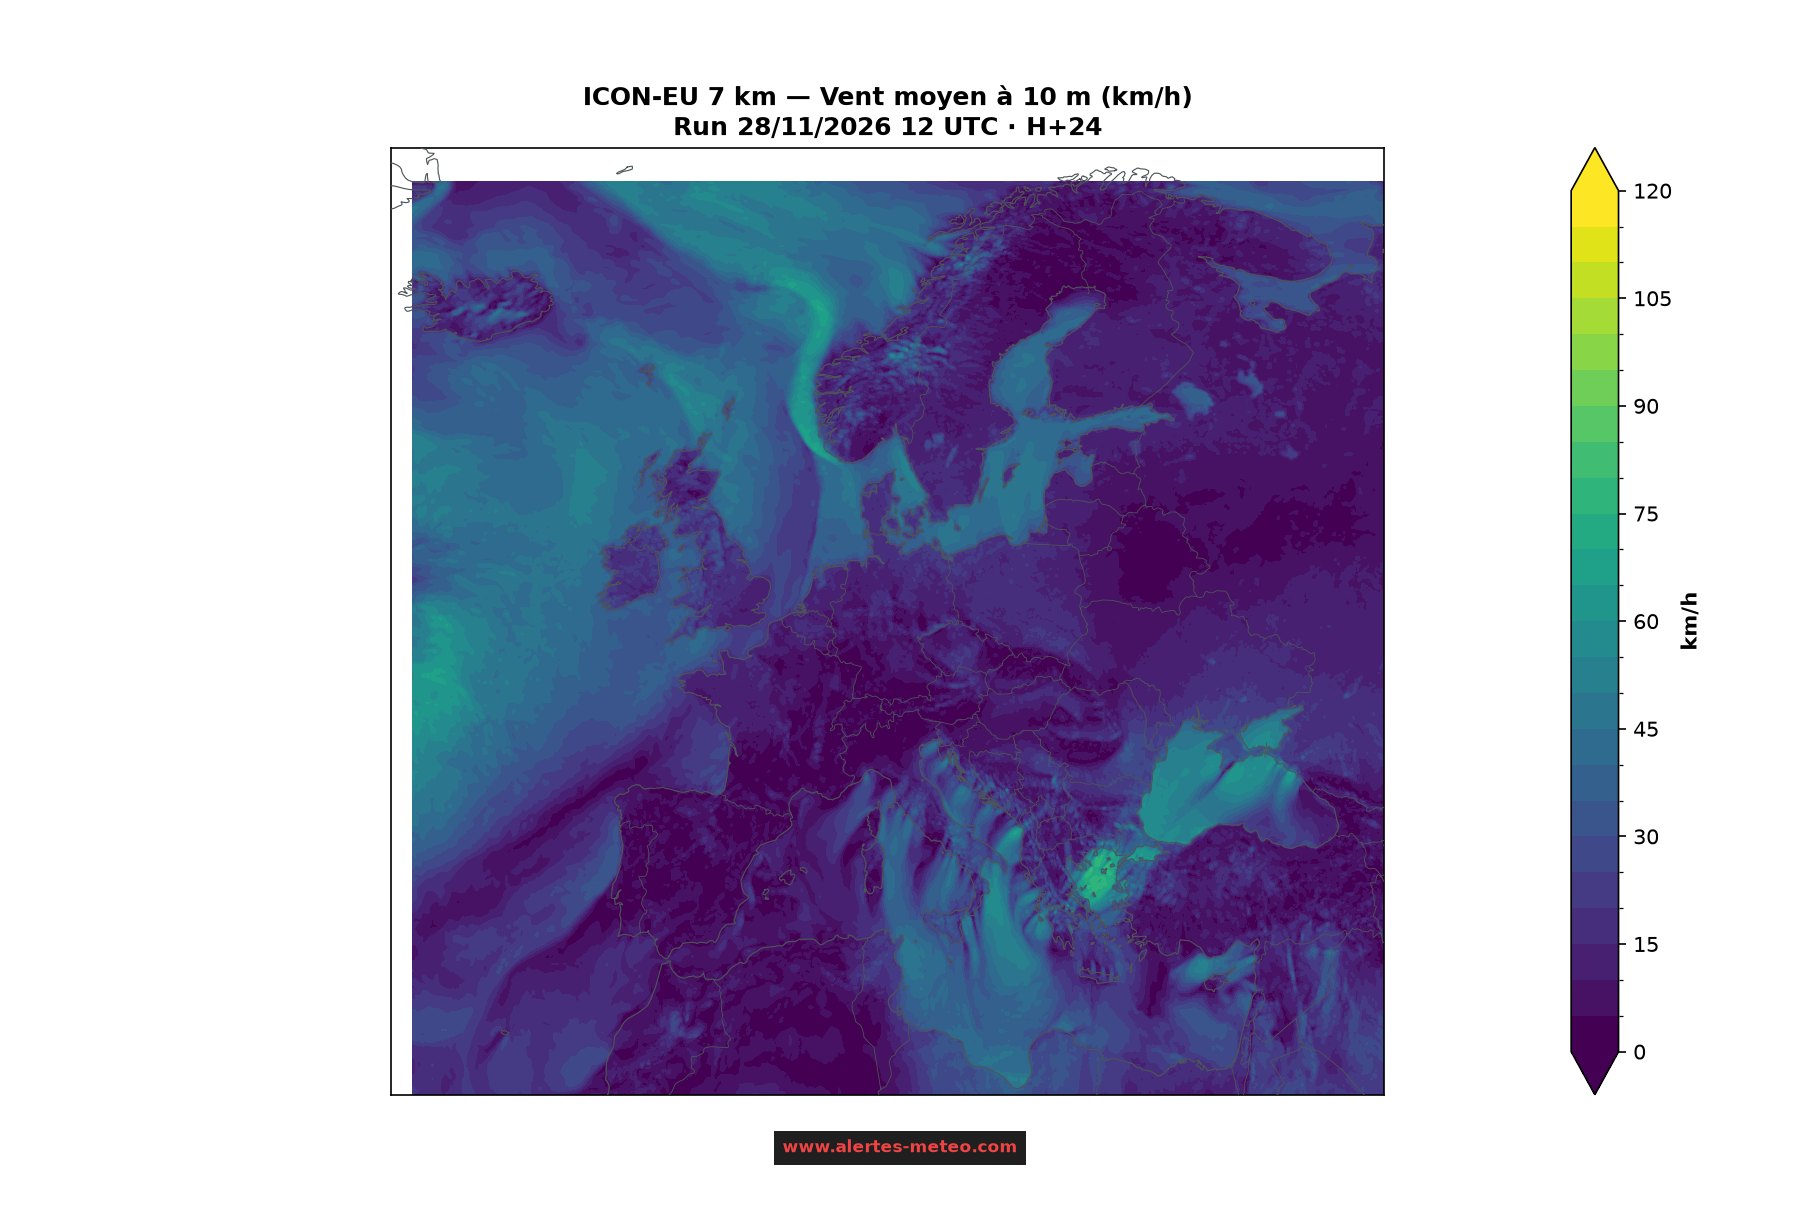 ICON-EU 7 km — Vent moyen à 10 m (km/h)
Run 28/11/2026 12 UTC · H+24
120
105
90
75
60
45
30
15
0
km/h
www.alertes-meteo.com